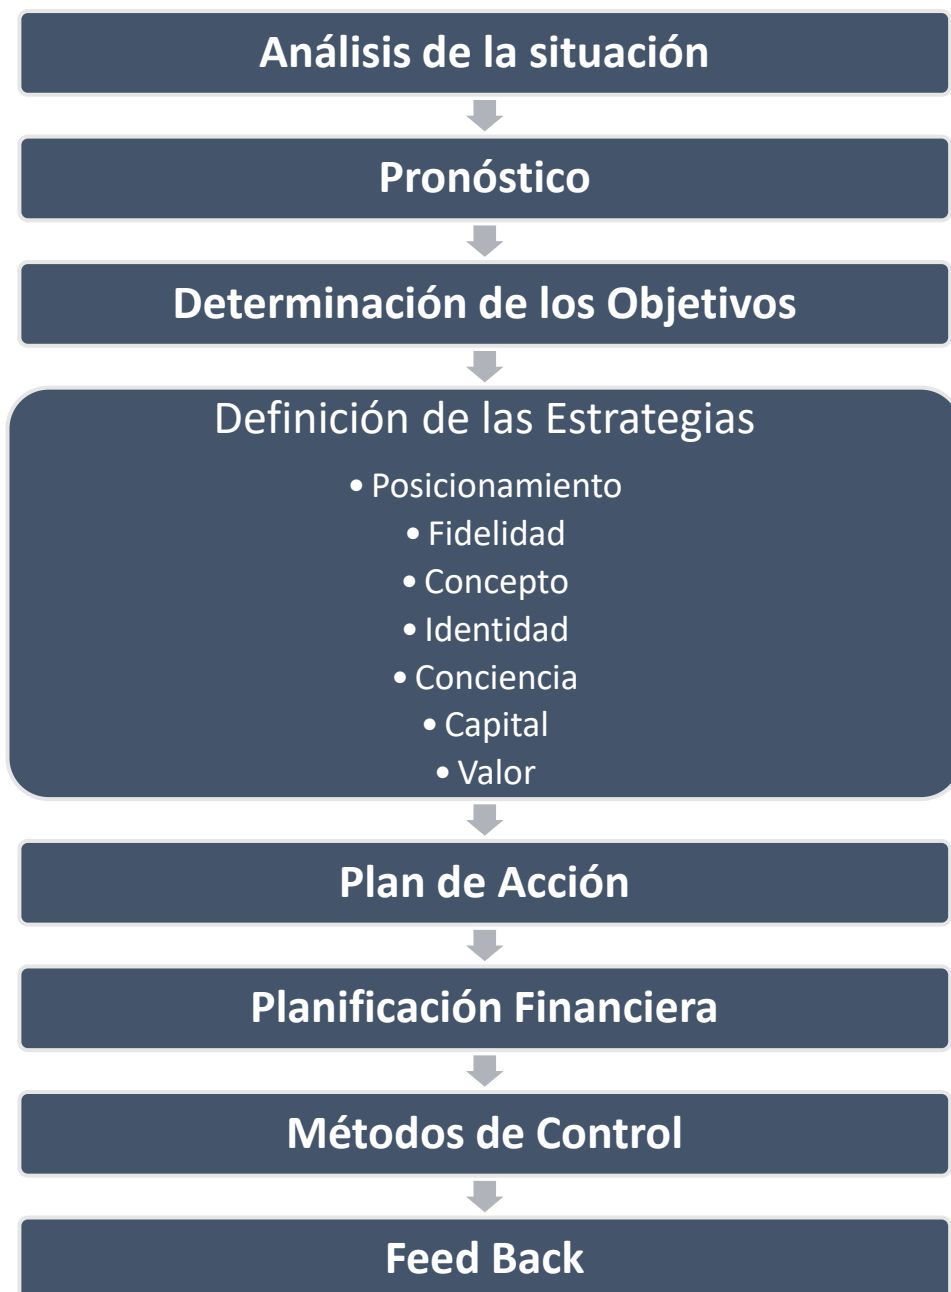 Análisis de la situación
Pronóstico
Determinación de los Objetivos
Definición de las Estrategias
• Posicionamiento
• Fidelidad
• Concepto
• Identidad
• Conciencia
• Capital
• Valor
Plan de Acción
Planificación Financiera
Métodos de Control
Feed Back